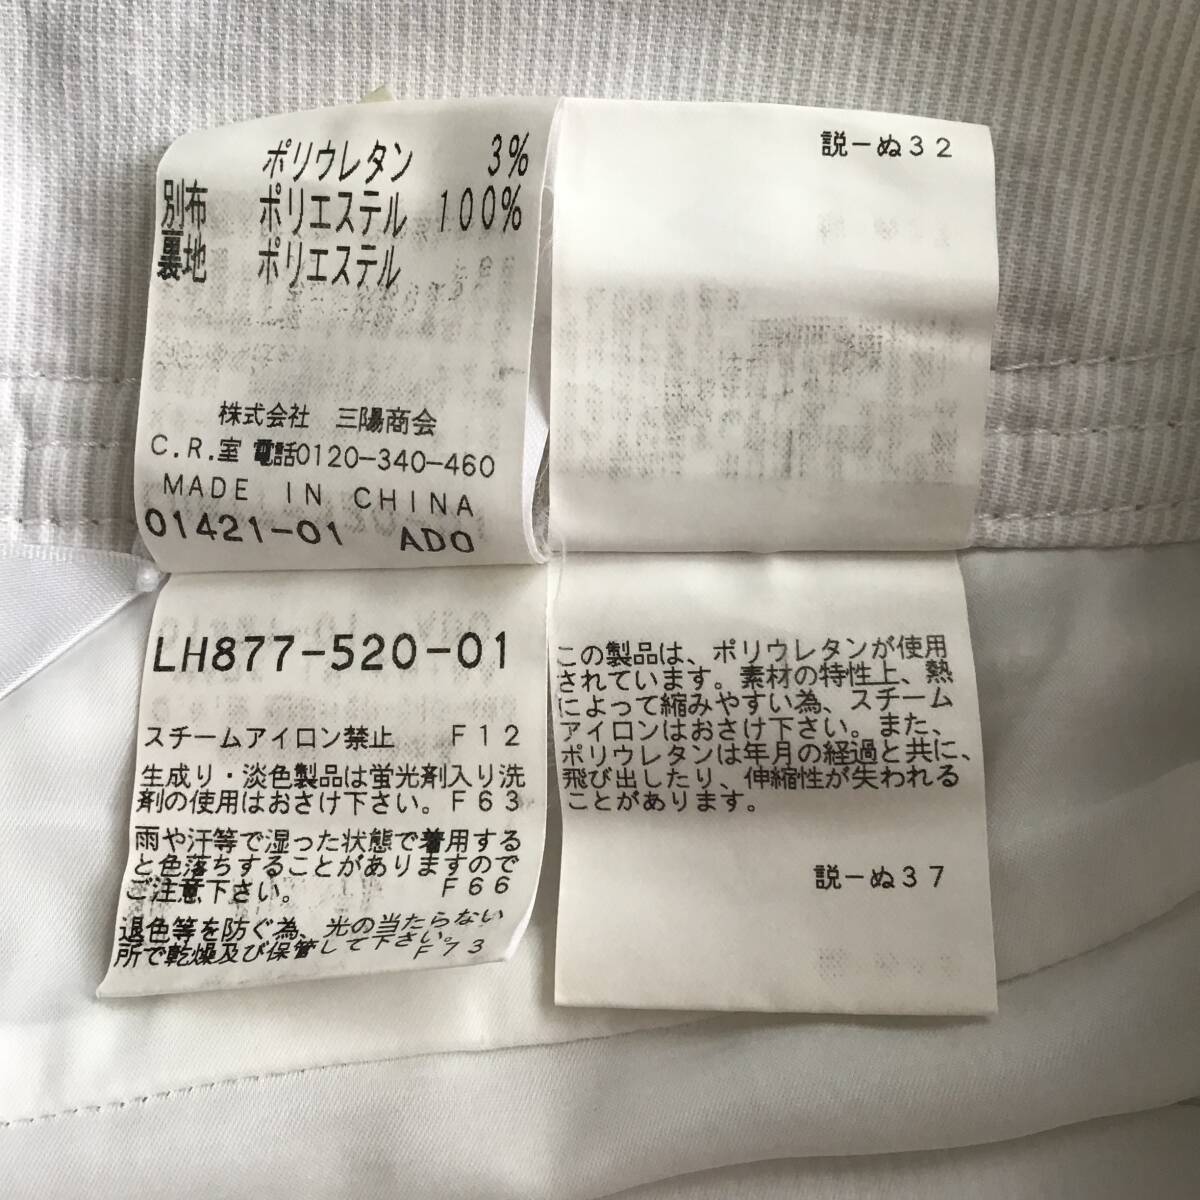 ポリウレタン 3%
別布 ポリエステル 100%
裏地 ポリエステル
株式会社 三陽商会
C.R.室 電話0120-340-460
MADE IN CHINA
01421-01 ADO
LH877-520-01
スチームアイロン禁止 F12
生成り・淡色製品は蛍光剤入り洗
剤の使用はおさけ下さい。F63
雨や汗等で湿った状態で着用する
と色落ちすることがありますので
ご注意下さい。 F66
退色等を防ぐ為、光の当たらない
所で乾燥及び保管して下さい。
F73
説-ぬ32
この製品は、ポリウレタンが使用
されています。素材の特性上、熱
によって縮みやすい為、スチーム
アイロンはおさけ下さい。また、
ポリウレタンは年月の経過と共に、
飛び出したり、伸縮性が失われる
ことがあります。
説-ぬ37